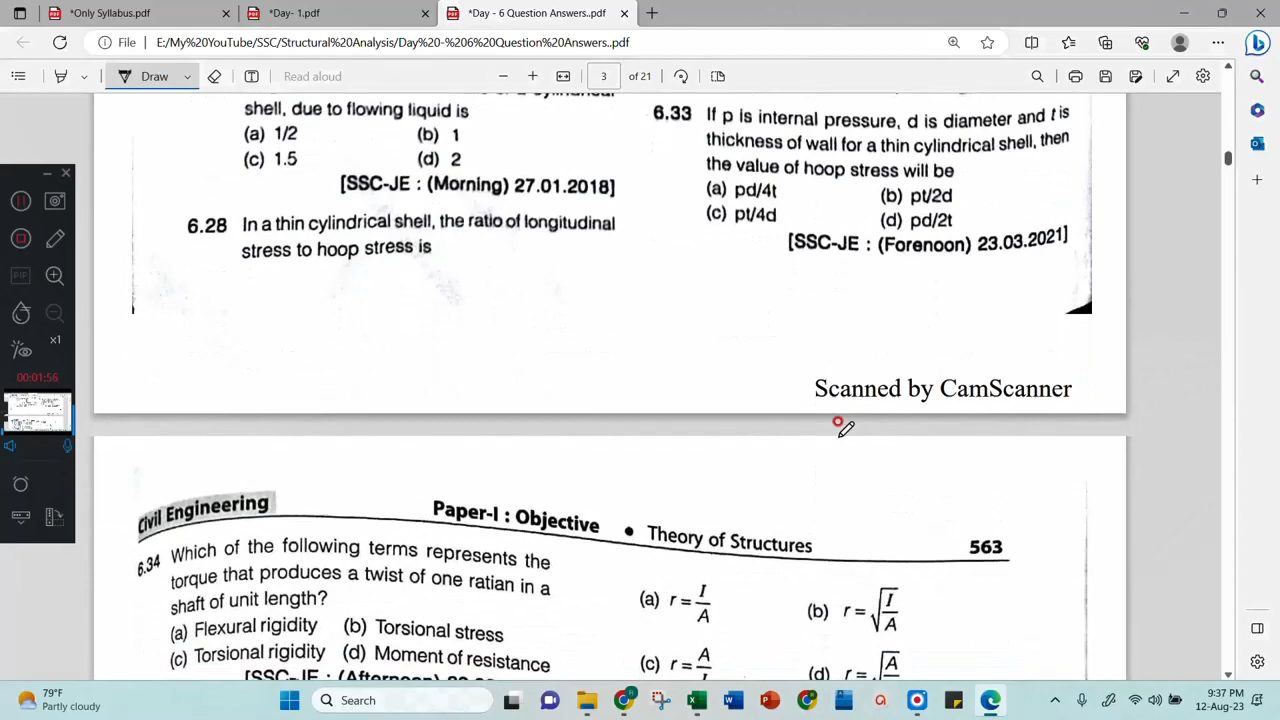 *Only Syllabus.pdf
*Day- 1.pdf
*Day - 6 Question Answers..pdf
File
E:/My%20YouTube/SSC/Structural%20Analysis/Day%20-%206%20Question%20Answers..pdf
Draw
Read aloud
3
of 21
shell, due to flowing liquid is
(a) 1/2 (b) 1
(c) 1.5 (d) 2
[SSC-JE : (Morning) 27.01.2018]
6.28 In a thin cylindrical shell, the ratio of longitudinal
stress to hoop stress is
6.33 If p is internal pressure, d is diameter and t is
thickness of wall for a thin cylindrical shell, then
the value of hoop stress will be
(a) pd/4t (b) pt/2d
(c) pt/4d (d) pd/2t
[SSC-JE : (Forenoon) 23.03.2021]
Scanned by CamScanner
PIP
x1
00:01:56
Civil Engineering
Paper-I : Objective • Theory of Structures 563
6.34 Which of the following terms represents the
torque that produces a twist of one ratian in a
shaft of unit length?
(a) Flexural rigidity (b) Torsional stress
(c) Torsional rigidity (d) Moment of resistance
[SSC-JE : (Afternoon)
(a) r = I/A (b) r = √(I/A)
(c) r = A/I (d) r = √A
79°F
Partly cloudy
Search
9:37 PM
12-Aug-23